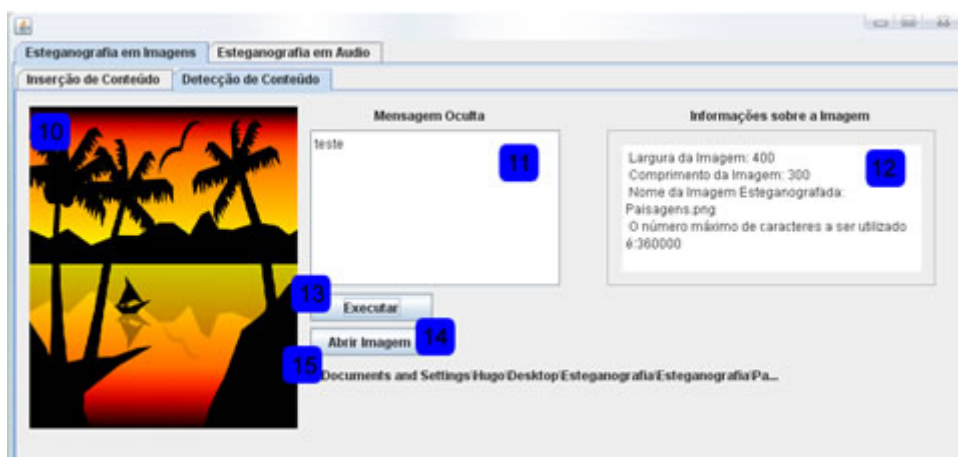 Esteganografia em Imagens Esteganografia em Audio
Inserção de Conteúdo Detecção de Conteúdo
10
Mensagem Oculta
teste
11
Informações sobre a Imagem
Largura da Imagem: 400
Comprimento da Imagem: 300
Nome da Imagem Esteganografada:
Paisagens.png
O número máximo de caracteres a ser utilizado
é:360000
12
13
Executar
Abrir Imagem
14
15
Documents and Settings\Hugo\Desktop\Esteganografia\Esteganografia\Pa...